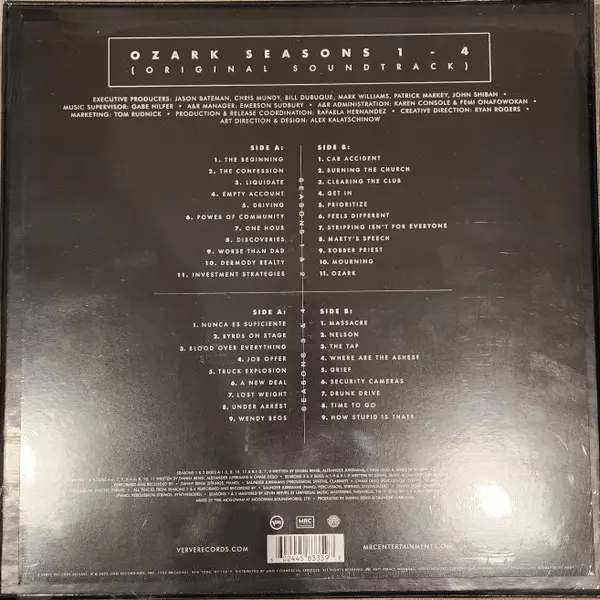 OZARK SEASONS 1 - 4
(ORIGINAL SOUNDTRACK)
EXECUTIVE PRODUCERS: JASON BATEMAN, CHRIS MUNDY, BILL DUBUQUE, MARK WILLIAMS, PATRICK MARKEY, JOHN SHIBAN •
MUSIC SUPERVISOR: GABE HILFER • A&R MANAGER: EMERSON SUDBURY • A&R ADMINISTRATION: KAREN CONSOLE & FEMI ONAFOWOKAN •
MARKETING: TOM RUDNICK • PRODUCTION & RELEASE COORDINATION: RAFAELA HERNANDEZ • CREATIVE DIRECTION: RYAN ROGERS •
ART DIRECTION & DESIGN: ALEX KALATSCHINOW
SIDE A:
1. THE BEGINNING
2. THE CONFESSION
3. LIQUIDATE
4. EMPTY ACCOUNT
5. DRIVING
6. POWER OF COMMUNITY
7. ONE HOUR
8. DISCOVERIES
9. WORSE THAN DAD
10. DERMODY REALTY
11. INVESTMENT STRATEGIES
SEASONS 1 & 2
SIDE B:
1. CAR ACCIDENT
2. BURNING THE CHURCH
3. CLEARING THE CLUB
4. GET IN
5. PRIORITIZE
6. FEELS DIFFERENT
7. STRIPPING ISN'T FOR EVERYONE
8. MARTY'S SPEECH
9. ROBBER PRIEST
10. MOURNING
11. OZARK
SIDE A:
1. NUNCA ES SUFICIENTE
2. BYRDS ON STAGE
3. BLOOD OVER EVERYTHING
4. JOB OFFER
5. TRUCK EXPLOSION
6. A NEW DEAL
7. LOST WEIGHT
8. UNDER ARREST
9. WENDY BEGS
SEASONS 3 & 4
SIDE B:
1. MASSACRE
2. NELSON
3. THE TAP
4. WHERE ARE THE ASHES?
5. GRIEF
6. SECURITY CAMERAS
7. DRUNK DRIVE
8. TIME TO GO
9. HOW STUPID IS THAT?
VERVERECORDS.COM
verve
MRC
MRCENTERTAINMENT.COM